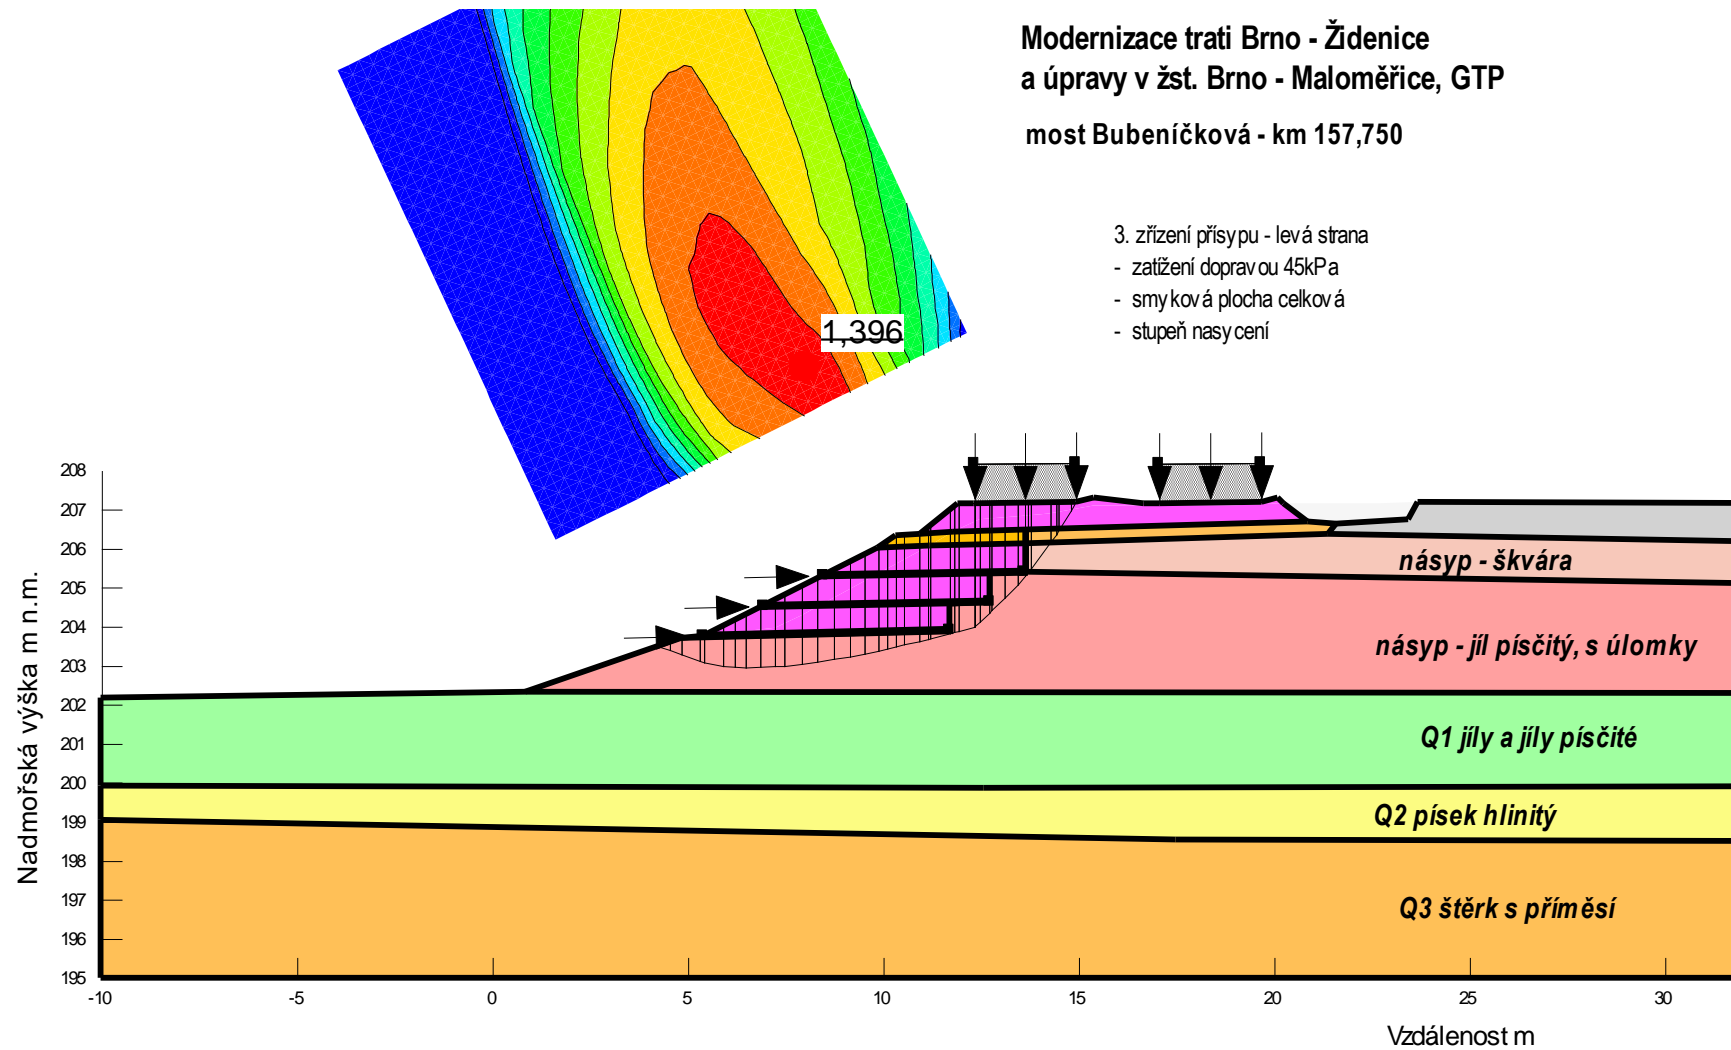 Modernizace trati Brno - Židenice
a úpravy v žst. Brno - Maloměřice, GTP
most Bubeníčková - km 157,750
3. zřízení přísypu - levá strana
- zatížení dopravou 45kPa
- smyková plocha celková
- stupeň nasycení
1,396
208
207
206
205
204
203
202
201
200
199
198
197
196
195
Nadmořská výška m n.m.
násyp - škvára
násyp - jíl písčitý, s úlomky
Q1 jíly a jíly písčité
Q2 písek hlinitý
Q3 štěrk s příměsí
-10 -5 0 5 10 15 20 25 30
Vzdálenost m